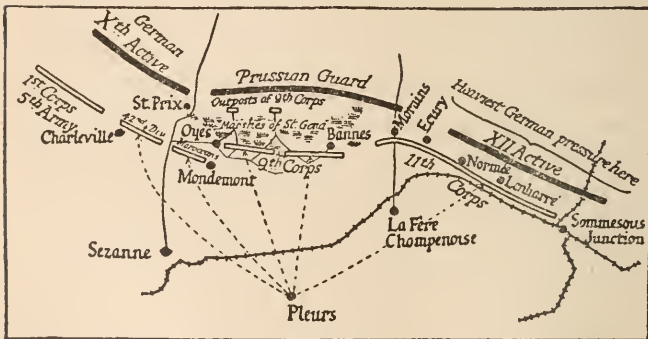 German
Xth Active
1st Corps
5th Army
St. Prix
Charleville
42nd Div
Oyes
Moroccans
Mondemont
Prussian Guard
Outposts of 9th Corps
Marshes of St. Gond
Bannes
9th Corps
Morains
Ecury
Heaviest German pressure here
XII Active
Normée
Lenharré
11th
Corps
La Fère
Champenoise
Sommesous
Junction
Sezanne
Pleurs